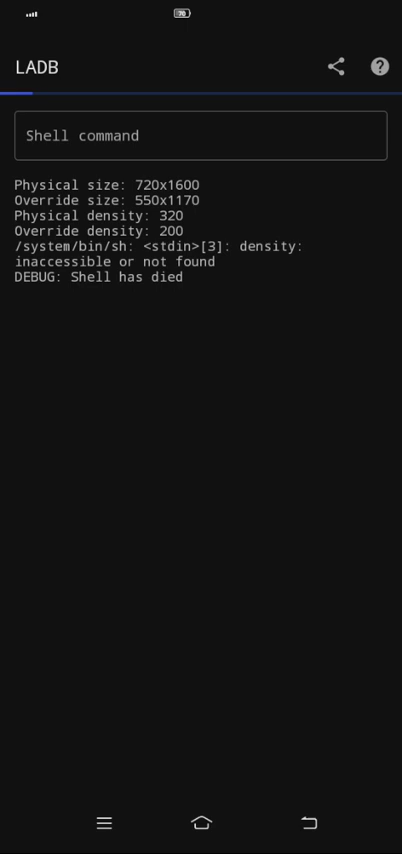 70
LADB
Shell command
Physical size: 720x1600
Override size: 550x1170
Physical density: 320
Override density: 200
/system/bin/sh: <stdin>[3]: density:
inaccessible or not found
DEBUG: Shell has died